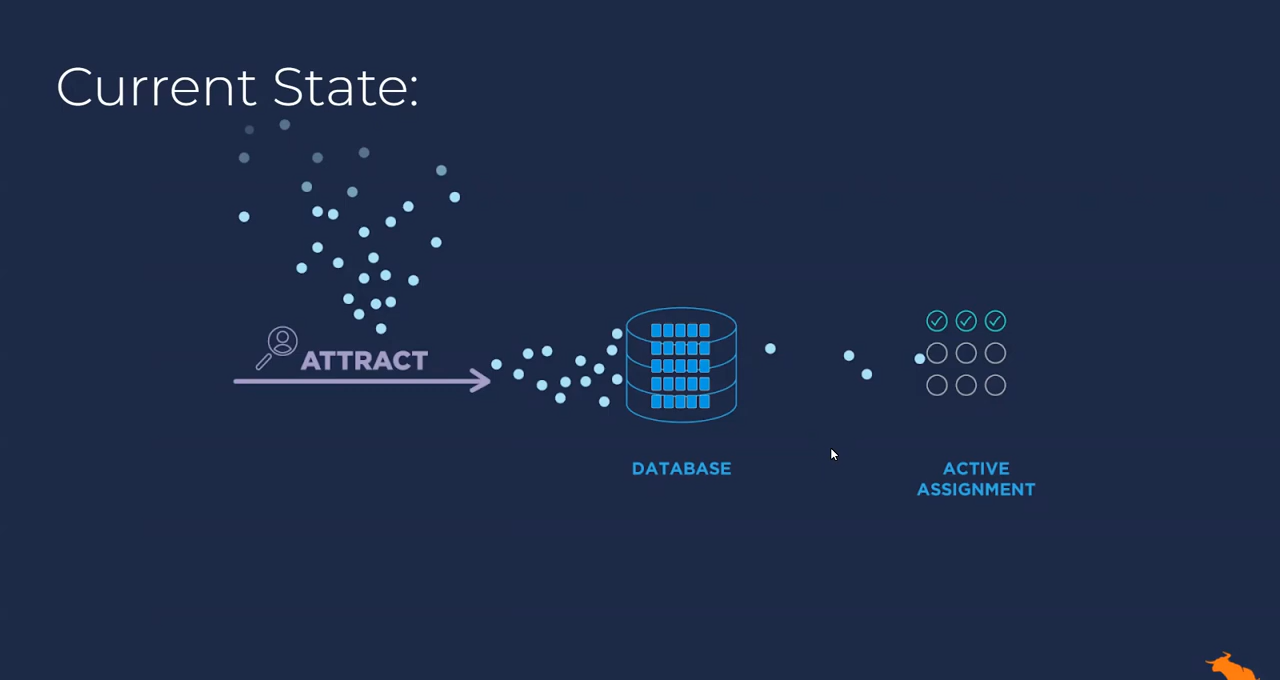 Current State:
ATTRACT
DATABASE
ACTIVE
ASSIGNMENT